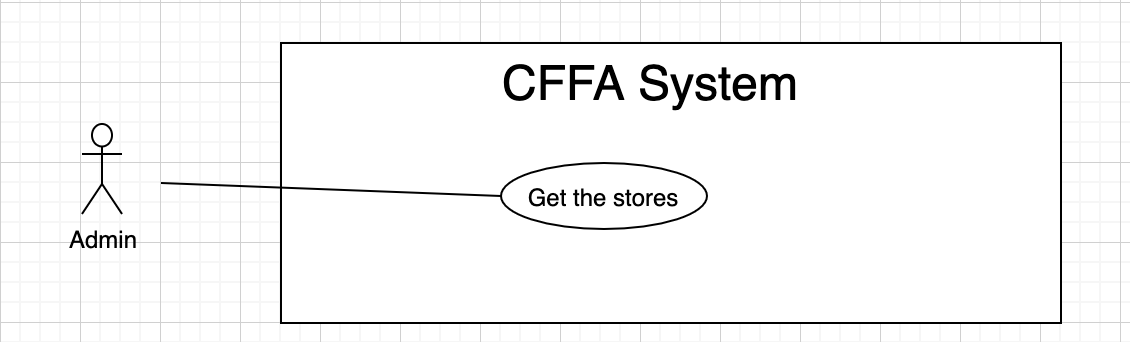 CFFA System
Get the stores
Admin